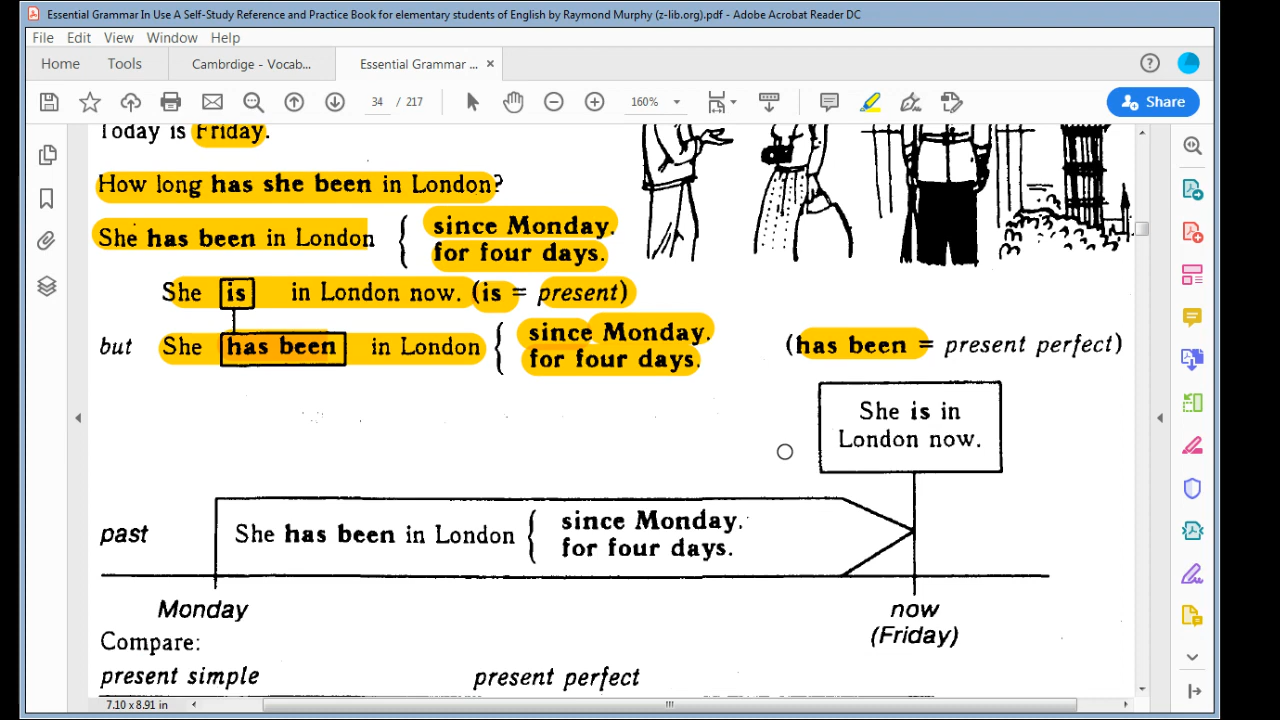 Essential Grammar In Use A Self-Study Reference and Practice Book for elementary students of English by Raymond Murphy (z-lib.org).pdf - Adobe Acrobat Reader DC
File Edit View Window Help
Home Tools Cambrdige - Vocab... Essential Grammar ... ×
34 / 217 160% Share
Today is Friday.
How long has she been in London?
She has been in London { since Monday.
for four days.
She is in London now. (is = present)
but She has been in London { since Monday.
for four days.
(has been = present perfect)
She is in
London now.
past She has been in London { since Monday.
for four days.
Monday
now
(Friday)
Compare:
present simple present perfect
7.10 x 8.91 in